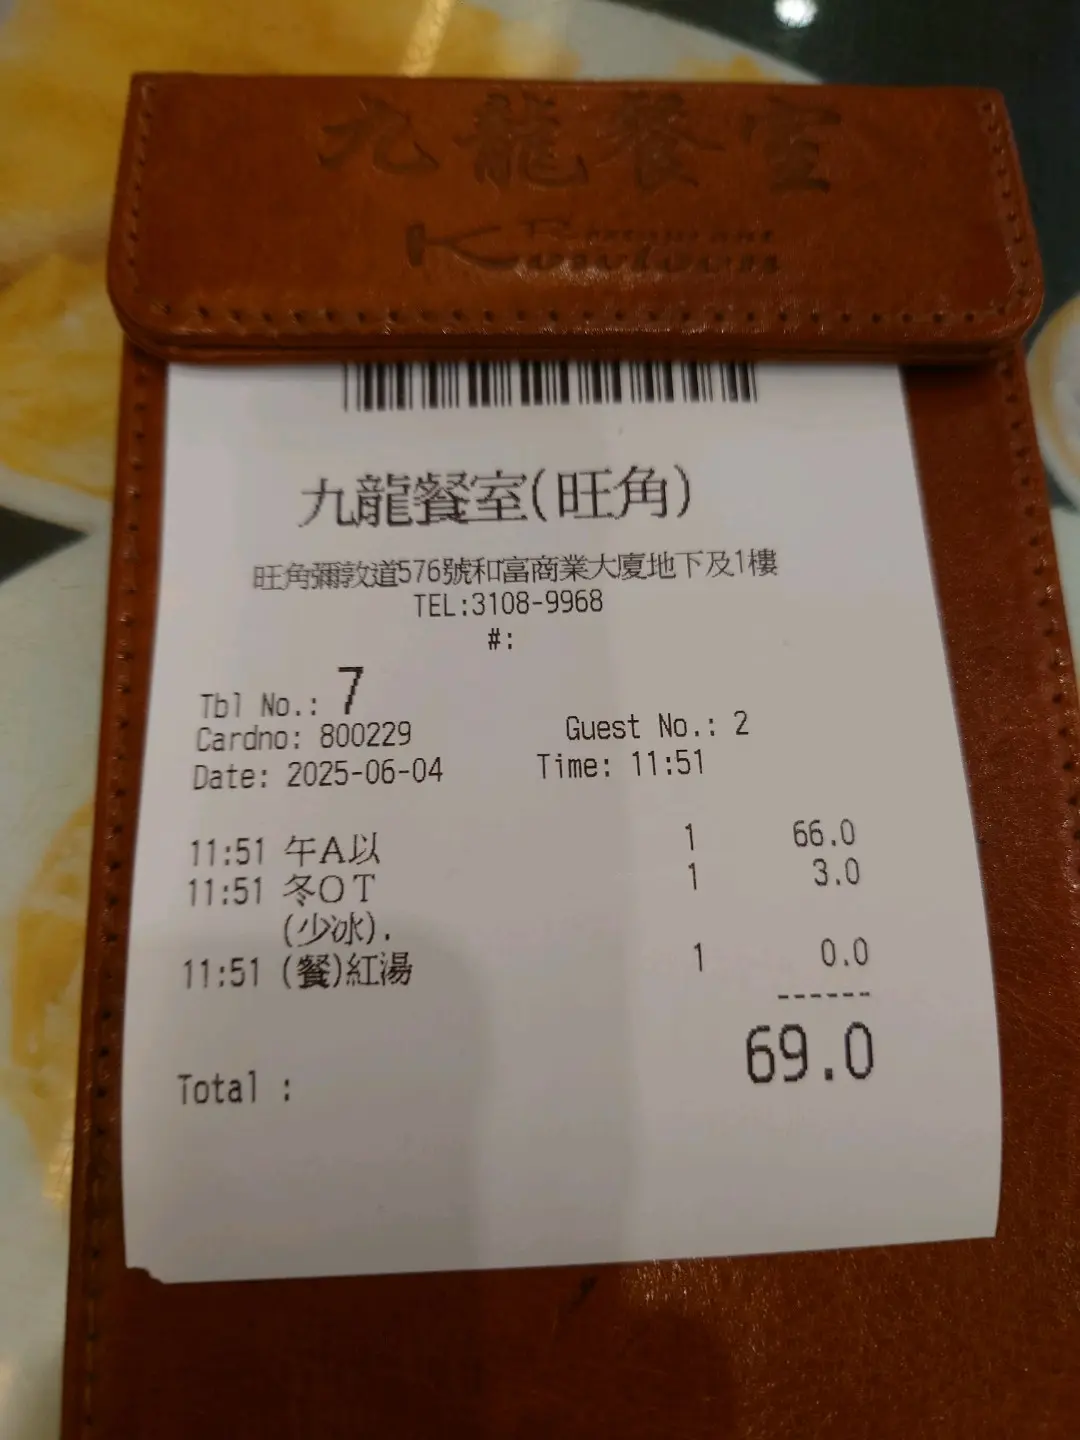 九龍餐室
Restaurant
Kowloon
九龍餐室(旺角)
旺角彌敦道576號和富商業大廈地下及1樓
TEL:3108-9968
#:
Tbl No.: 7
Cardno: 800229 Guest No.: 2
Date: 2025-06-04 Time: 11:51
11:51 午A以 1 66.0
11:51 冬OT 1 3.0
(少冰).
11:51 (餐)紅湯 1 0.0
------
Total : 69.0